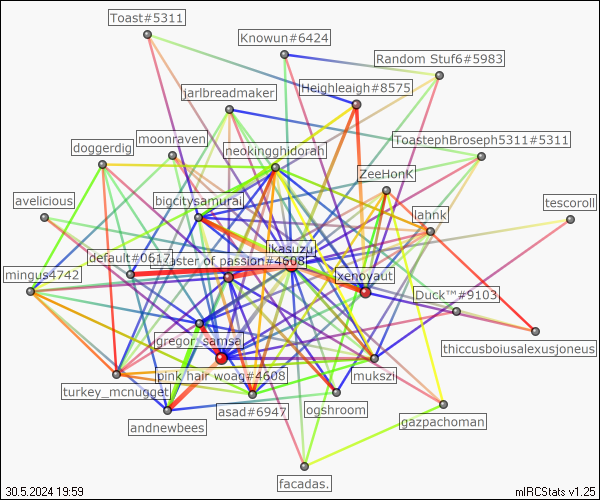 Toast#5311
Knowun#6424
Random Stuf6#5983
jarlbreadmaker
Heighleigh#8575
moonraven
neokingghidorah
ToastephBroseph5311#5311
doggerdig
ZeeHonk
avelicious
bigcitysamurai
lahnk
tescoroll
ikasuzu
default#0617
aster of passion#4608
mingus4742
xenoyaut
Duck™#9103
gregor_samsa
thiccusboiusalexusjoneus
pink hair woag#4608
mukszi
turkey_mcnugget
asad#6947
ogshroom
gazpachoman
andnewbees
facadas.
30.5.2024 19:59
mIRCStats v1.25